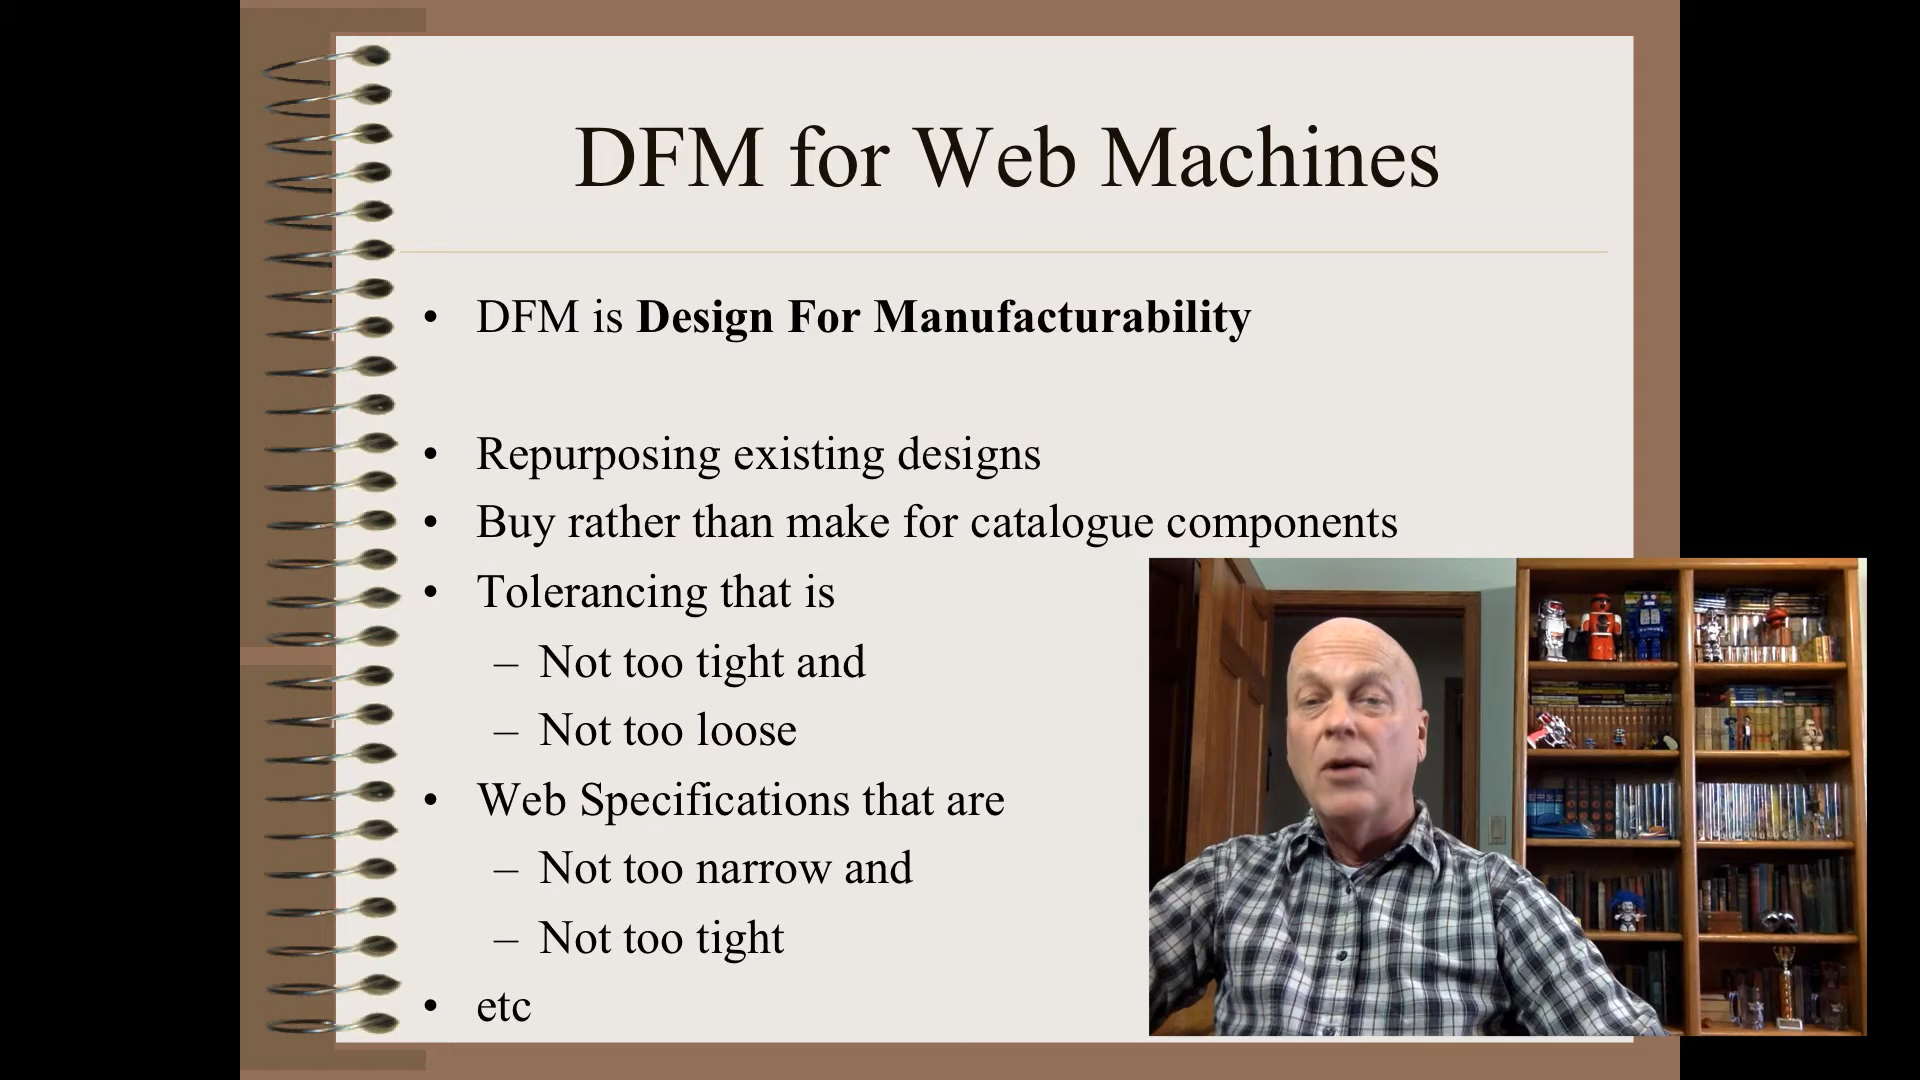 DFM for Web Machines
• DFM is Design For Manufacturability
• Repurposing existing designs
• Buy rather than make for catalogue components
• Tolerancing that is
– Not too tight and
– Not too loose
• Web Specifications that are
– Not too narrow and
– Not too tight
• etc